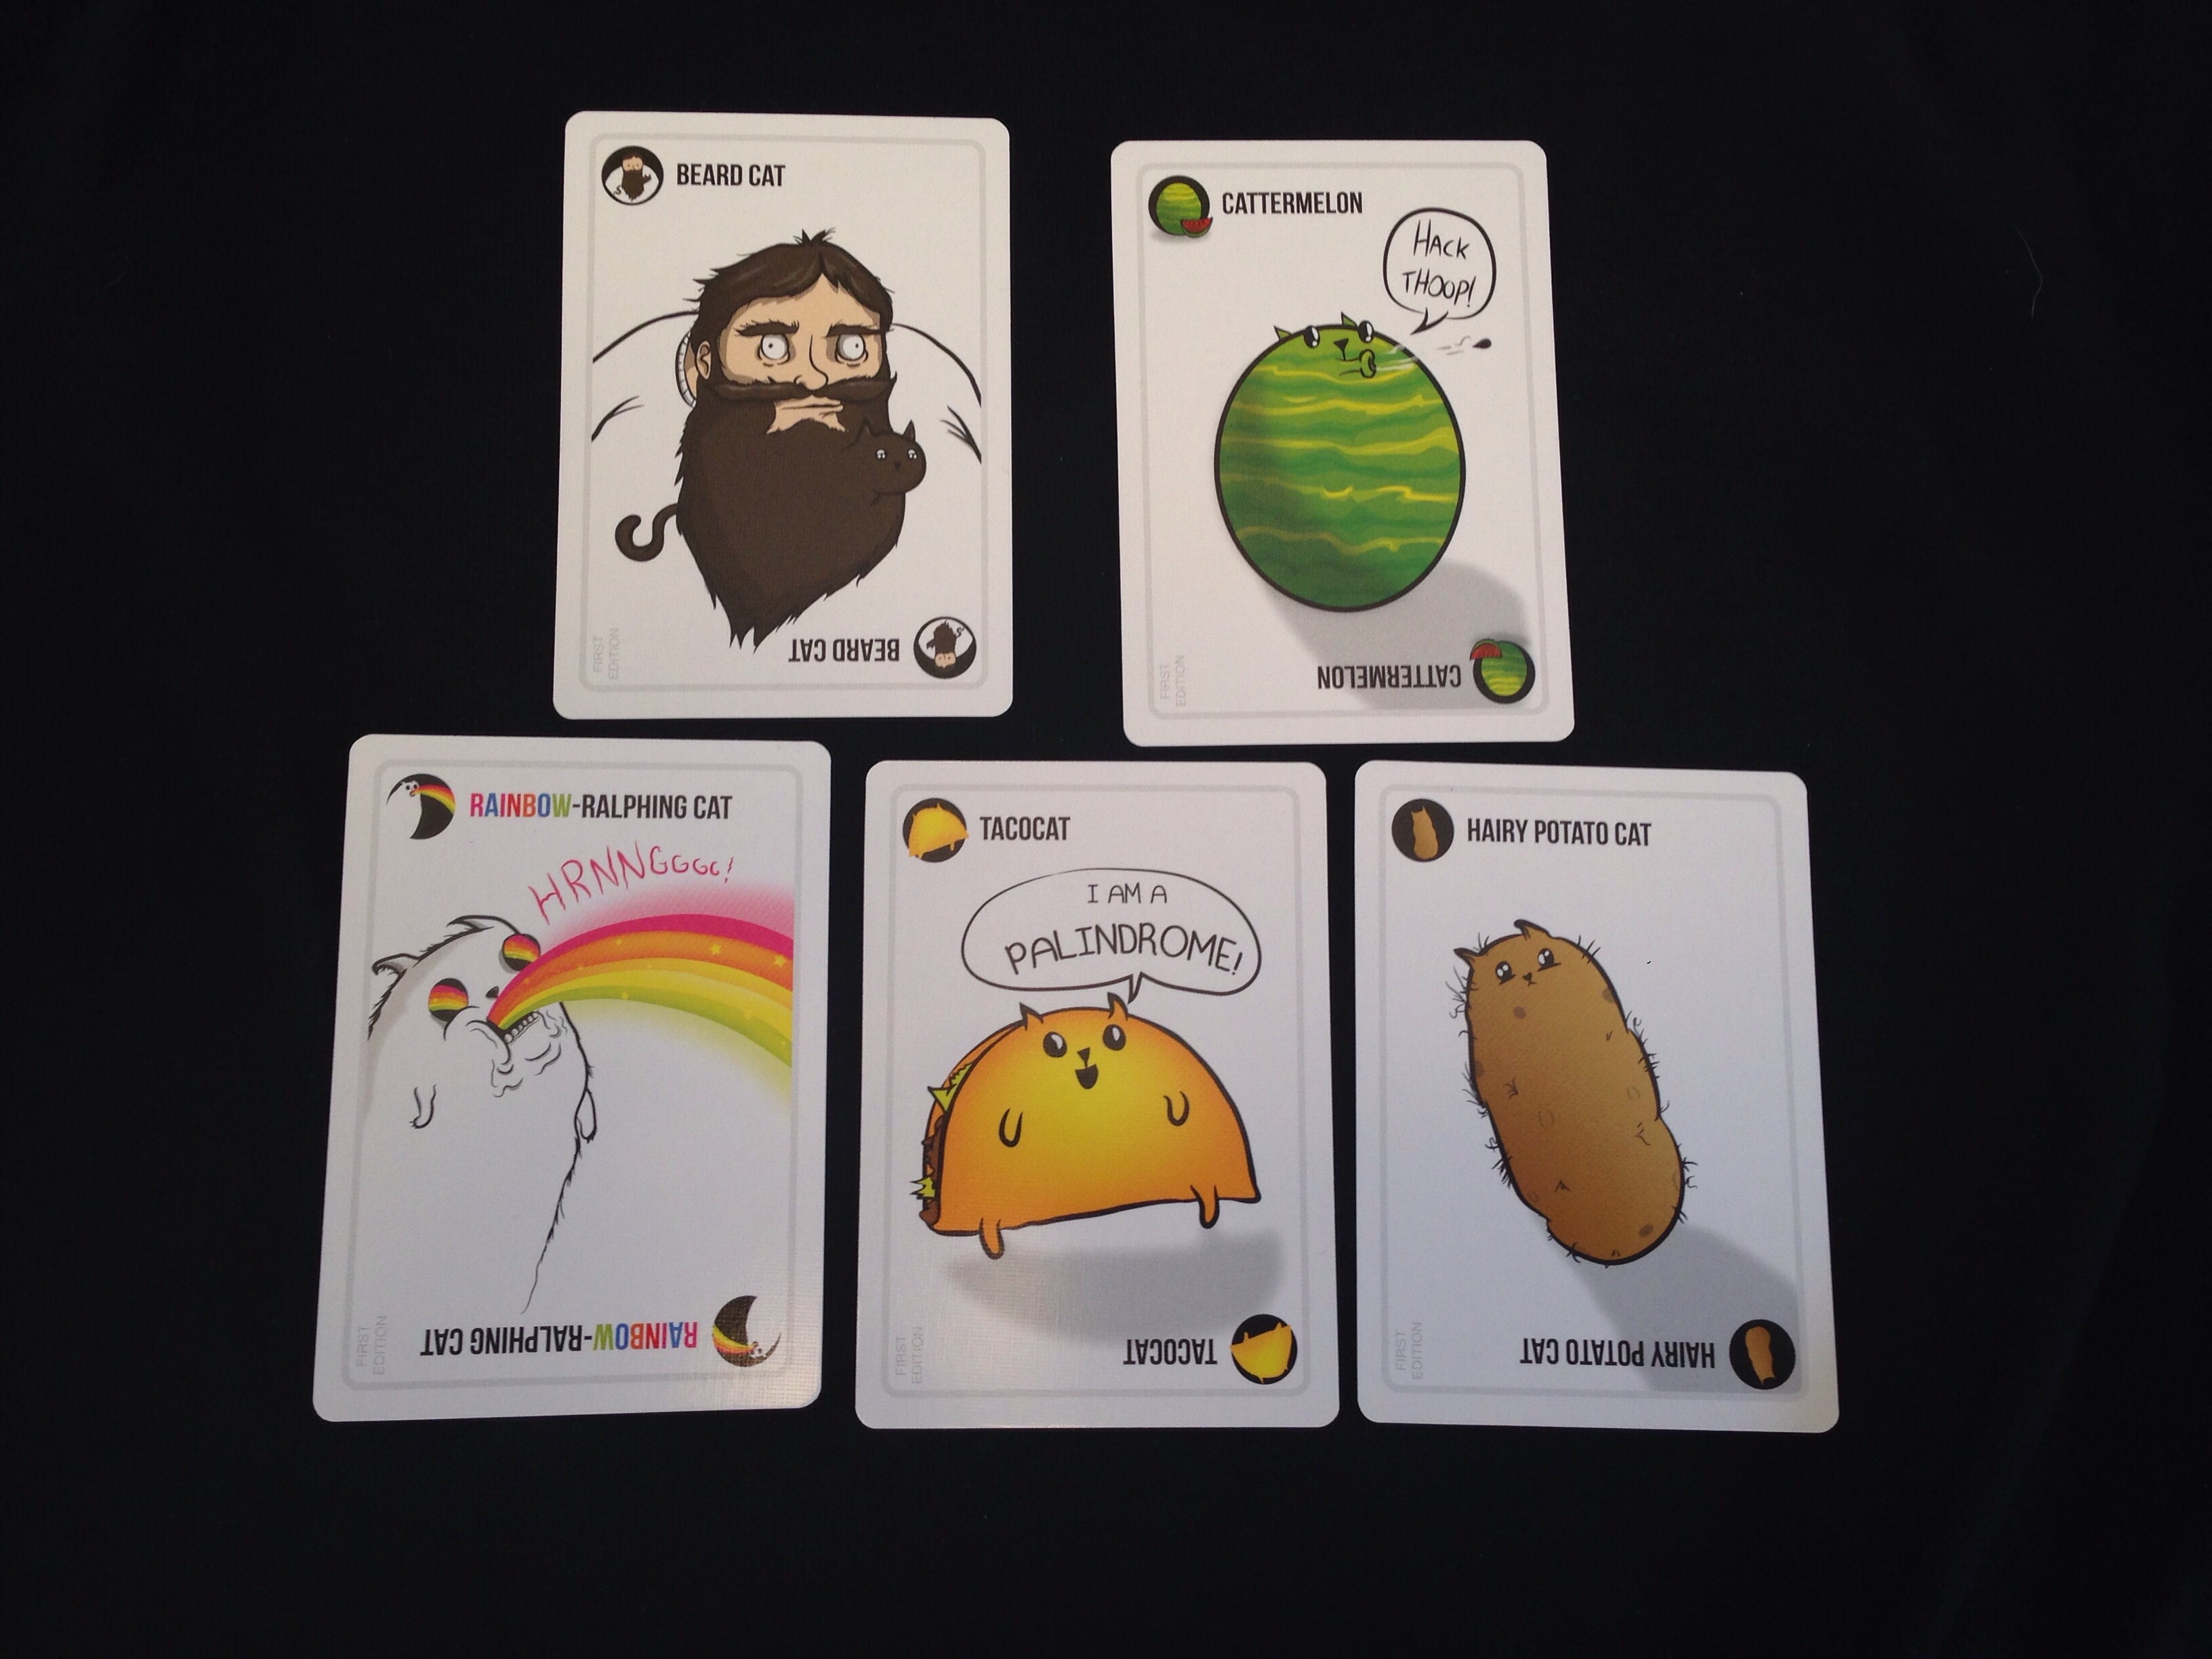 BEARD CAT
FIRST
EDITION
BEARD CAT
CATTERMELON
HACK
THOOP!
FIRST
EDITION
CATTERMELON
RAINBOW-RALPHING CAT
HRNNGGGG!
FIRST
EDITION
RAINBOW-RALPHING CAT
TACOCAT
I AM A
PALINDROME!
FIRST
EDITION
TACOCAT
HAIRY POTATO CAT
FIRST
EDITION
HAIRY POTATO CAT